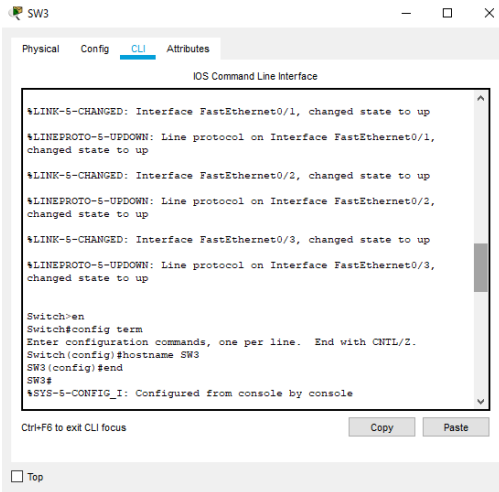 SW3
Physical Config CLI Attributes
IOS Command Line Interface
%LINK-5-CHANGED: Interface FastEthernet0/1, changed state to up
%LINEPROTO-5-UPDOWN: Line protocol on Interface FastEthernet0/1,
changed state to up
%LINK-5-CHANGED: Interface FastEthernet0/2, changed state to up
%LINEPROTO-5-UPDOWN: Line protocol on Interface FastEthernet0/2,
changed state to up
%LINK-5-CHANGED: Interface FastEthernet0/3, changed state to up
%LINEPROTO-5-UPDOWN: Line protocol on Interface FastEthernet0/3,
changed state to up
Switch>en
Switch#config term
Enter configuration commands, one per line.  End with CNTL/Z.
Switch(config)#hostname SW3
SW3(config)#end
SW3#
%SYS-5-CONFIG_I: Configured from console by console
Ctrl+F6 to exit CLI focus
Copy Paste
Top